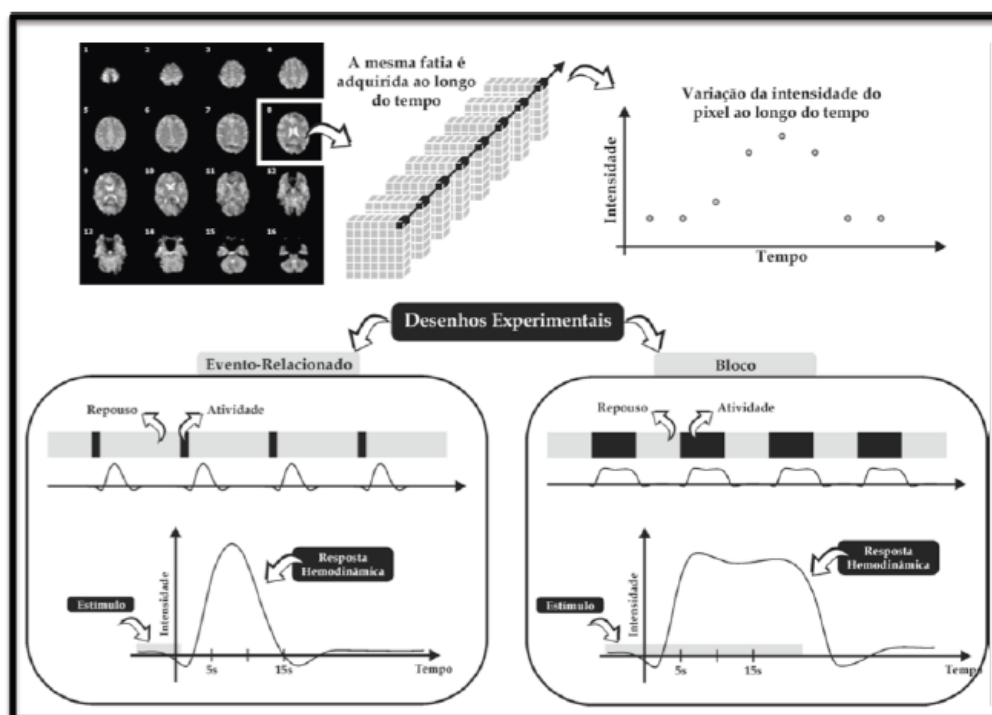 1 2 3 4
5 6 7 8
9 10 11 12
13 14 15 16
A mesma fatia é
adquirida ao longo
do tempo
Variação da intensidade do
pixel ao longo do tempo
Intensidade
Tempo
Desenhos Experimentais
Evento-Relacionado
Repouso
Atividade
Resposta
Hemodinâmica
Estímulo
Intensidade
5s
15s
Tempo
Bloco
Repouso
Atividade
Resposta
Hemodinâmica
Estímulo
Intensidade
5s
15s
Tempo